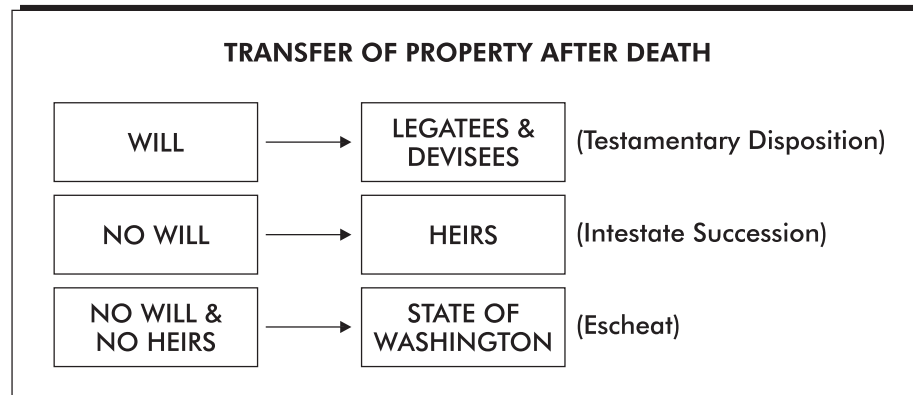 TRANSFER OF PROPERTY AFTER DEATH
WILL
LEGATEES &
DEVISEES
(Testamentary Disposition)
NO WILL
HEIRS
(Intestate Succession)
NO WILL &
NO HEIRS
STATE OF
WASHINGTON
(Escheat)